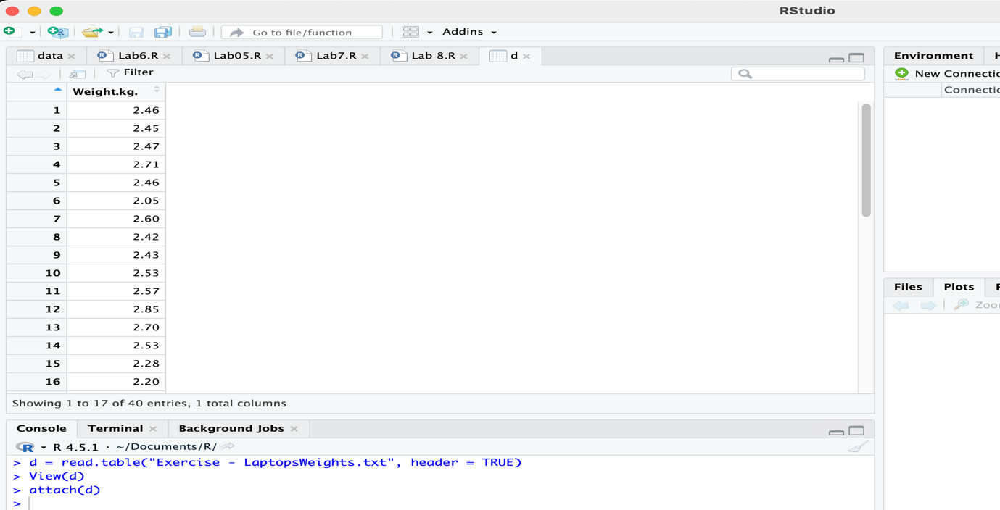 RStudio
Go to file/function
Addins
data Lab6.R Lab05.R Lab7.R Lab 8.R d
Filter
Weight.kg.
1 2.46
2 2.45
3 2.47
4 2.71
5 2.46
6 2.05
7 2.60
8 2.42
9 2.43
10 2.53
11 2.57
12 2.85
13 2.70
14 2.53
15 2.28
16 2.20
Showing 1 to 17 of 40 entries, 1 total columns
Console Terminal Background Jobs
R R 4.5.1 · ~/Documents/R/
> d = read.table("Exercise - LaptopsWeights.txt", header = TRUE)
> View(d)
> attach(d)
>
Environment H
New Connectio
Connectio
Files Plots
Zoo